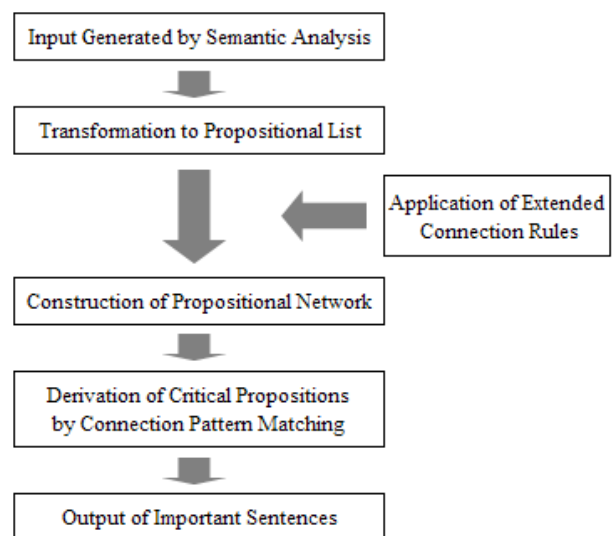 Input Generated by Semantic Analysis
Transformation to Propositional List
Application of Extended
Connection Rules
Construction of Propositional Network
Derivation of Critical Propositions
by Connection Pattern Matching
Output of Important Sentences